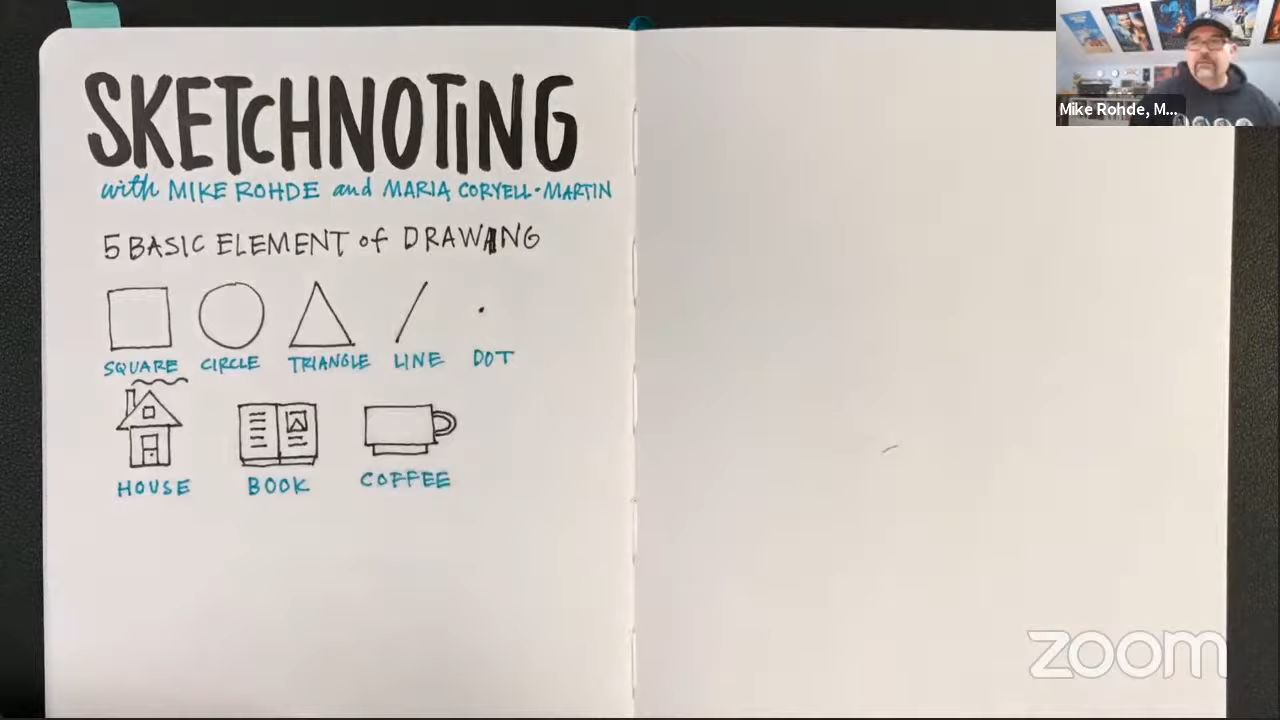 SKETCHNOTING
with MIKE ROHDE and MARIA CORYELL-MARTIN
5 BASIC ELEMENT of DRAWING
SQUARE CIRCLE TRIANGLE LINE DOT
HOUSE BOOK COFFEE
Mike Rohde, M...
zoom